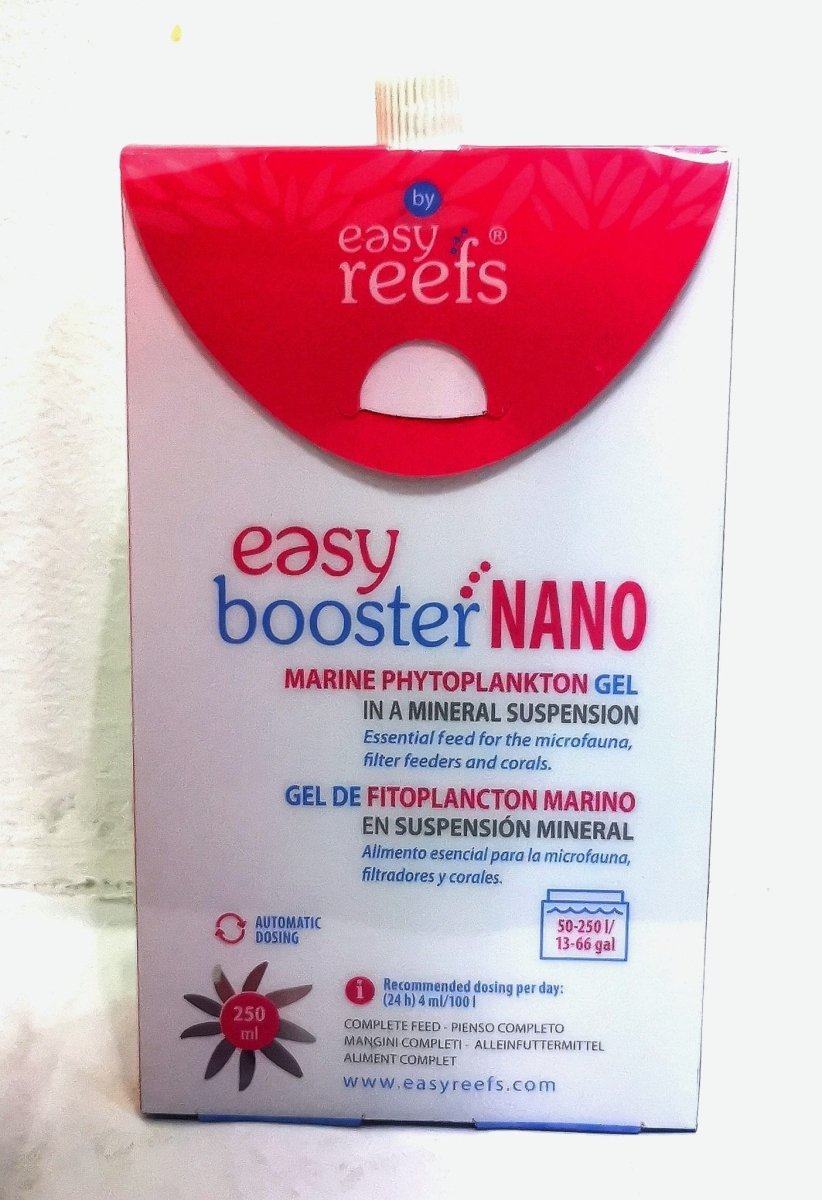 by
easy ®
reefs
easy
booster NANO
MARINE PHYTOPLANKTON GEL
IN A MINERAL SUSPENSION
Essential feed for the microfauna,
filter feeders and corals.
GEL DE FITOPLANCTON MARINO
EN SUSPENSIÓN MINERAL
Alimento esencial para la microfauna,
filtradores y corales.
50-250 l/
13-66 gal
AUTOMATIC
DOSING
250
ml
i
Recommended dosing per day:
(24 h) 4 ml/100 l
COMPLETE FEED - PIENSO COMPLETO
MANGINI COMPLETI - ALLEINFUTTERMITTEL
ALIMENT COMPLET
www.easyreefs.com